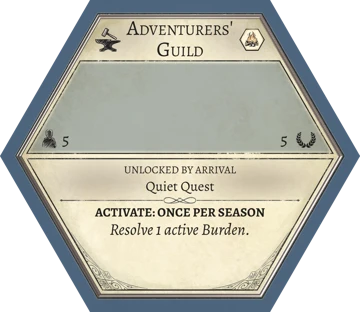 ADVENTURERS'
GUILD
5 5
UNLOCKED BY ARRIVAL
Quiet Quest
ACTIVATE: ONCE PER SEASON
Resolve 1 active Burden.